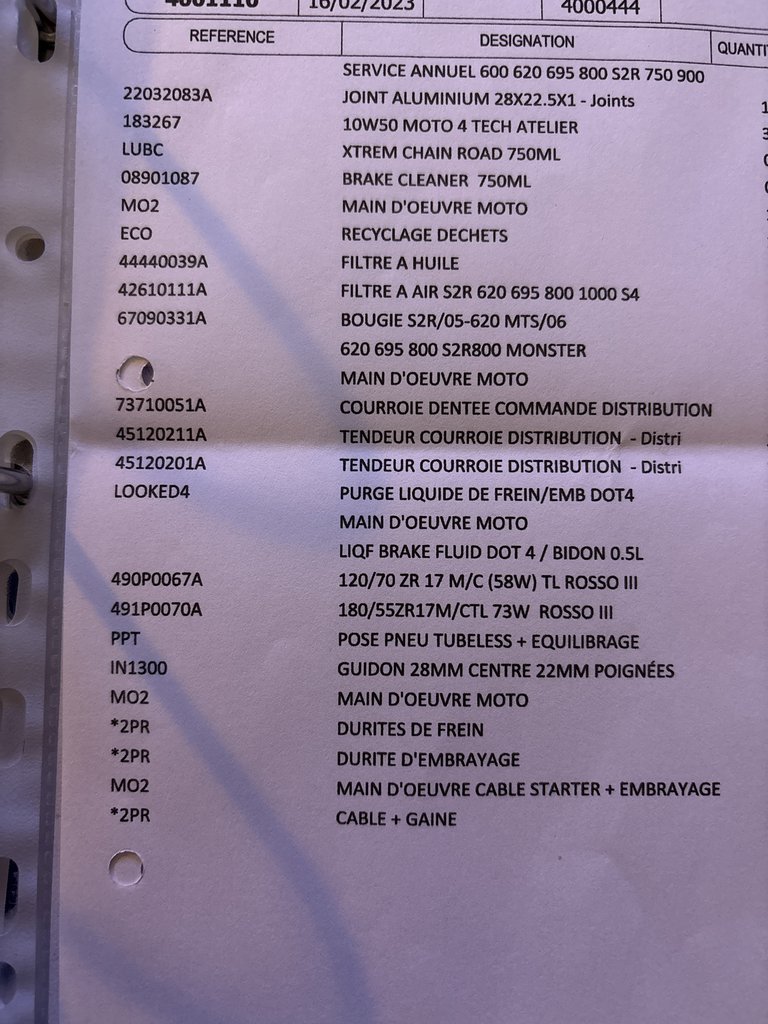 16/02/2023 4000444
REFERENCE DESIGNATION
SERVICE ANNUEL 600 620 695 800 S2R 750 900
22032083A JOINT ALUMINIUM 28X22.5X1 - Joints
183267 10W50 MOTO 4 TECH ATELIER
LUBC XTREM CHAIN ROAD 750ML
08901087 BRAKE CLEANER 750ML
MO2 MAIN D'OEUVRE MOTO
ECO RECYCLAGE DECHETS
44440039A FILTRE A HUILE
42610111A FILTRE A AIR S2R 620 695 800 1000 S4
67090331A BOUGIE S2R/05-620 MTS/06
620 695 800 S2R800 MONSTER
MAIN D'OEUVRE MOTO
73710051A COURROIE DENTEE COMMANDE DISTRIBUTION
45120211A TENDEUR COURROIE DISTRIBUTION - Distri
45120201A TENDEUR COURROIE DISTRIBUTION - Distri
LOOKED4 PURGE LIQUIDE DE FREIN/EMB DOT4
MAIN D'OEUVRE MOTO
LIQF BRAKE FLUID DOT 4 / BIDON 0.5L
490P0067A 120/70 ZR 17 M/C (58W) TL ROSSO III
491P0070A 180/55ZR17M/CTL 73W ROSSO III
PPT POSE PNEU TUBELESS + EQUILIBRAGE
IN1300 GUIDON 28MM CENTRE 22MM POIGNÉES
MO2 MAIN D'OEUVRE MOTO
*2PR DURITES DE FREIN
*2PR DURITE D'EMBRAYAGE
MO2 MAIN D'OEUVRE CABLE STARTER + EMBRAYAGE
*2PR CABLE + GAINE